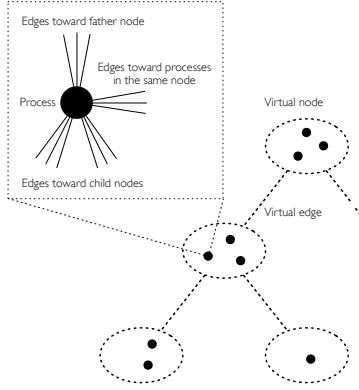 Edges toward father node
Edges toward processes
in the same node
Process
Edges toward child nodes
Virtual node
Virtual edge